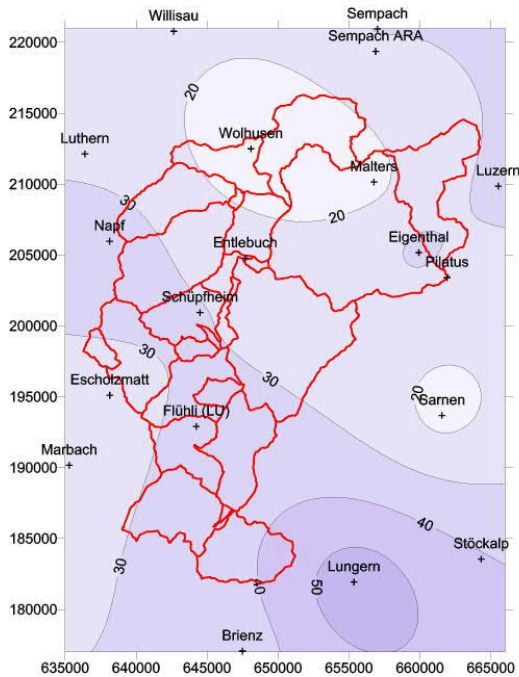 Willisau
Sempach
220000
Sempach ARA
20
215000
Wolhusen
Luthern
Malters
Luzern
210000
30
20
Napf
Eigenthal
205000
Entlebuch
Pilatus
Schüpfheim
200000
30
30
Escholzmatt
20
195000
Sarnen
Flühli (LU)
Marbach
190000
40
185000
Stöckalp
30
40
50
Lungern
180000
Brienz
635000 640000 645000 650000 655000 660000 665000